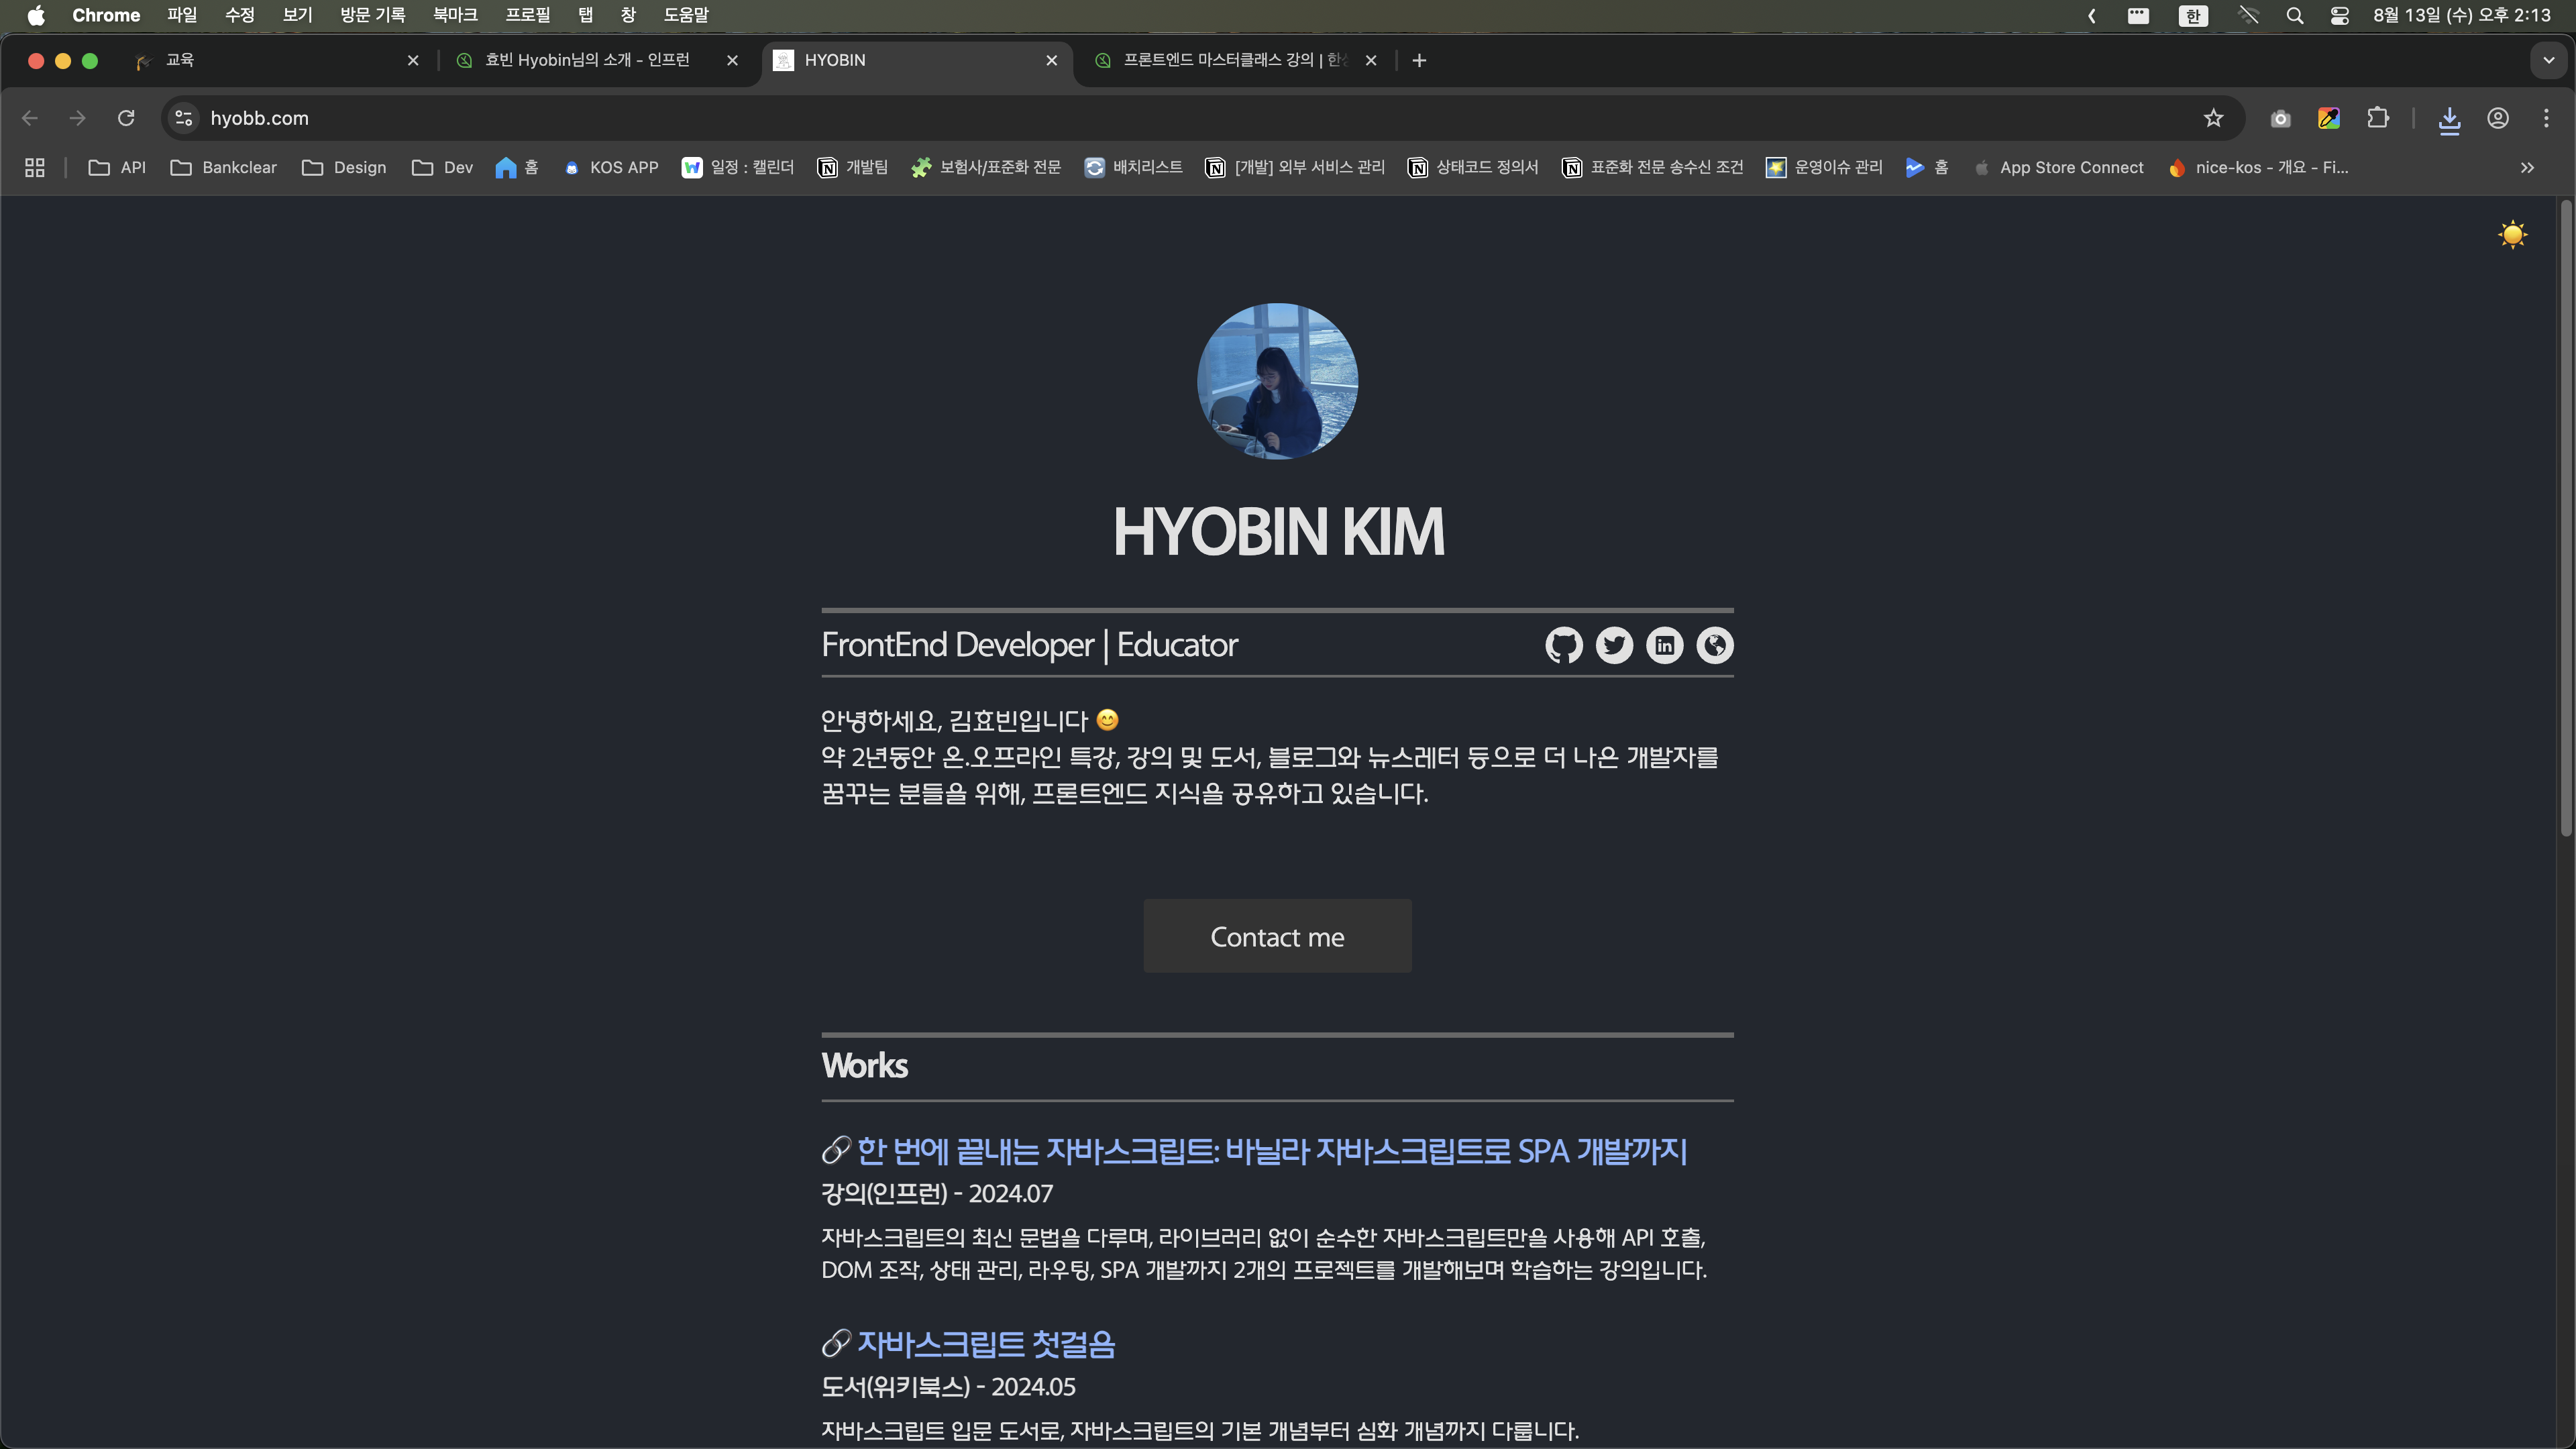 Chrome 파일 수정 보기 방문 기록 북마크 프로필 탭 창 도움말 한 8월 13일 (수) 오후 2:13
교육 효빈 Hyobin님의 소개 - 인프런 HYOBIN 프론트엔드 마스터클래스 강의 |
hyobb.com
API Bankclear Design Dev 홈 KOS APP 일정 : 캘린더 개발팀 보험사/표준화 전문 배치리스트 [개발] 외부 서비스 관리 상태코드 정의서 표준화 전문 송수신 조건 운영이슈 관리 홈 App Store Connect nice-kos - 개요 - Fi...
HYOBIN KIM
FrontEnd Developer | Educator
안녕하세요, 김효빈입니다 😊
약 2년동안 온.오프라인 특강, 강의 및 도서, 블로그와 뉴스레터 등으로 더 나은 개발자를
꿈꾸는 분들을 위해, 프론트엔드 지식을 공유하고 있습니다.
Contact me
Works
🔗 한 번에 끝내는 자바스크립트: 바닐라 자바스크립트로 SPA 개발까지
강의(인프런) - 2024.07
자바스크립트의 최신 문법을 다루며, 라이브러리 없이 순수한 자바스크립트만을 사용해 API 호출,
DOM 조작, 상태 관리, 라우팅, SPA 개발까지 2개의 프로젝트를 개발해보며 학습하는 강의입니다.
🔗 자바스크립트 첫걸음
도서(위키북스) - 2024.05
자바스크립트 입문 도서로, 자바스크립트의 기본 개념부터 심화 개념까지 다룹니다.